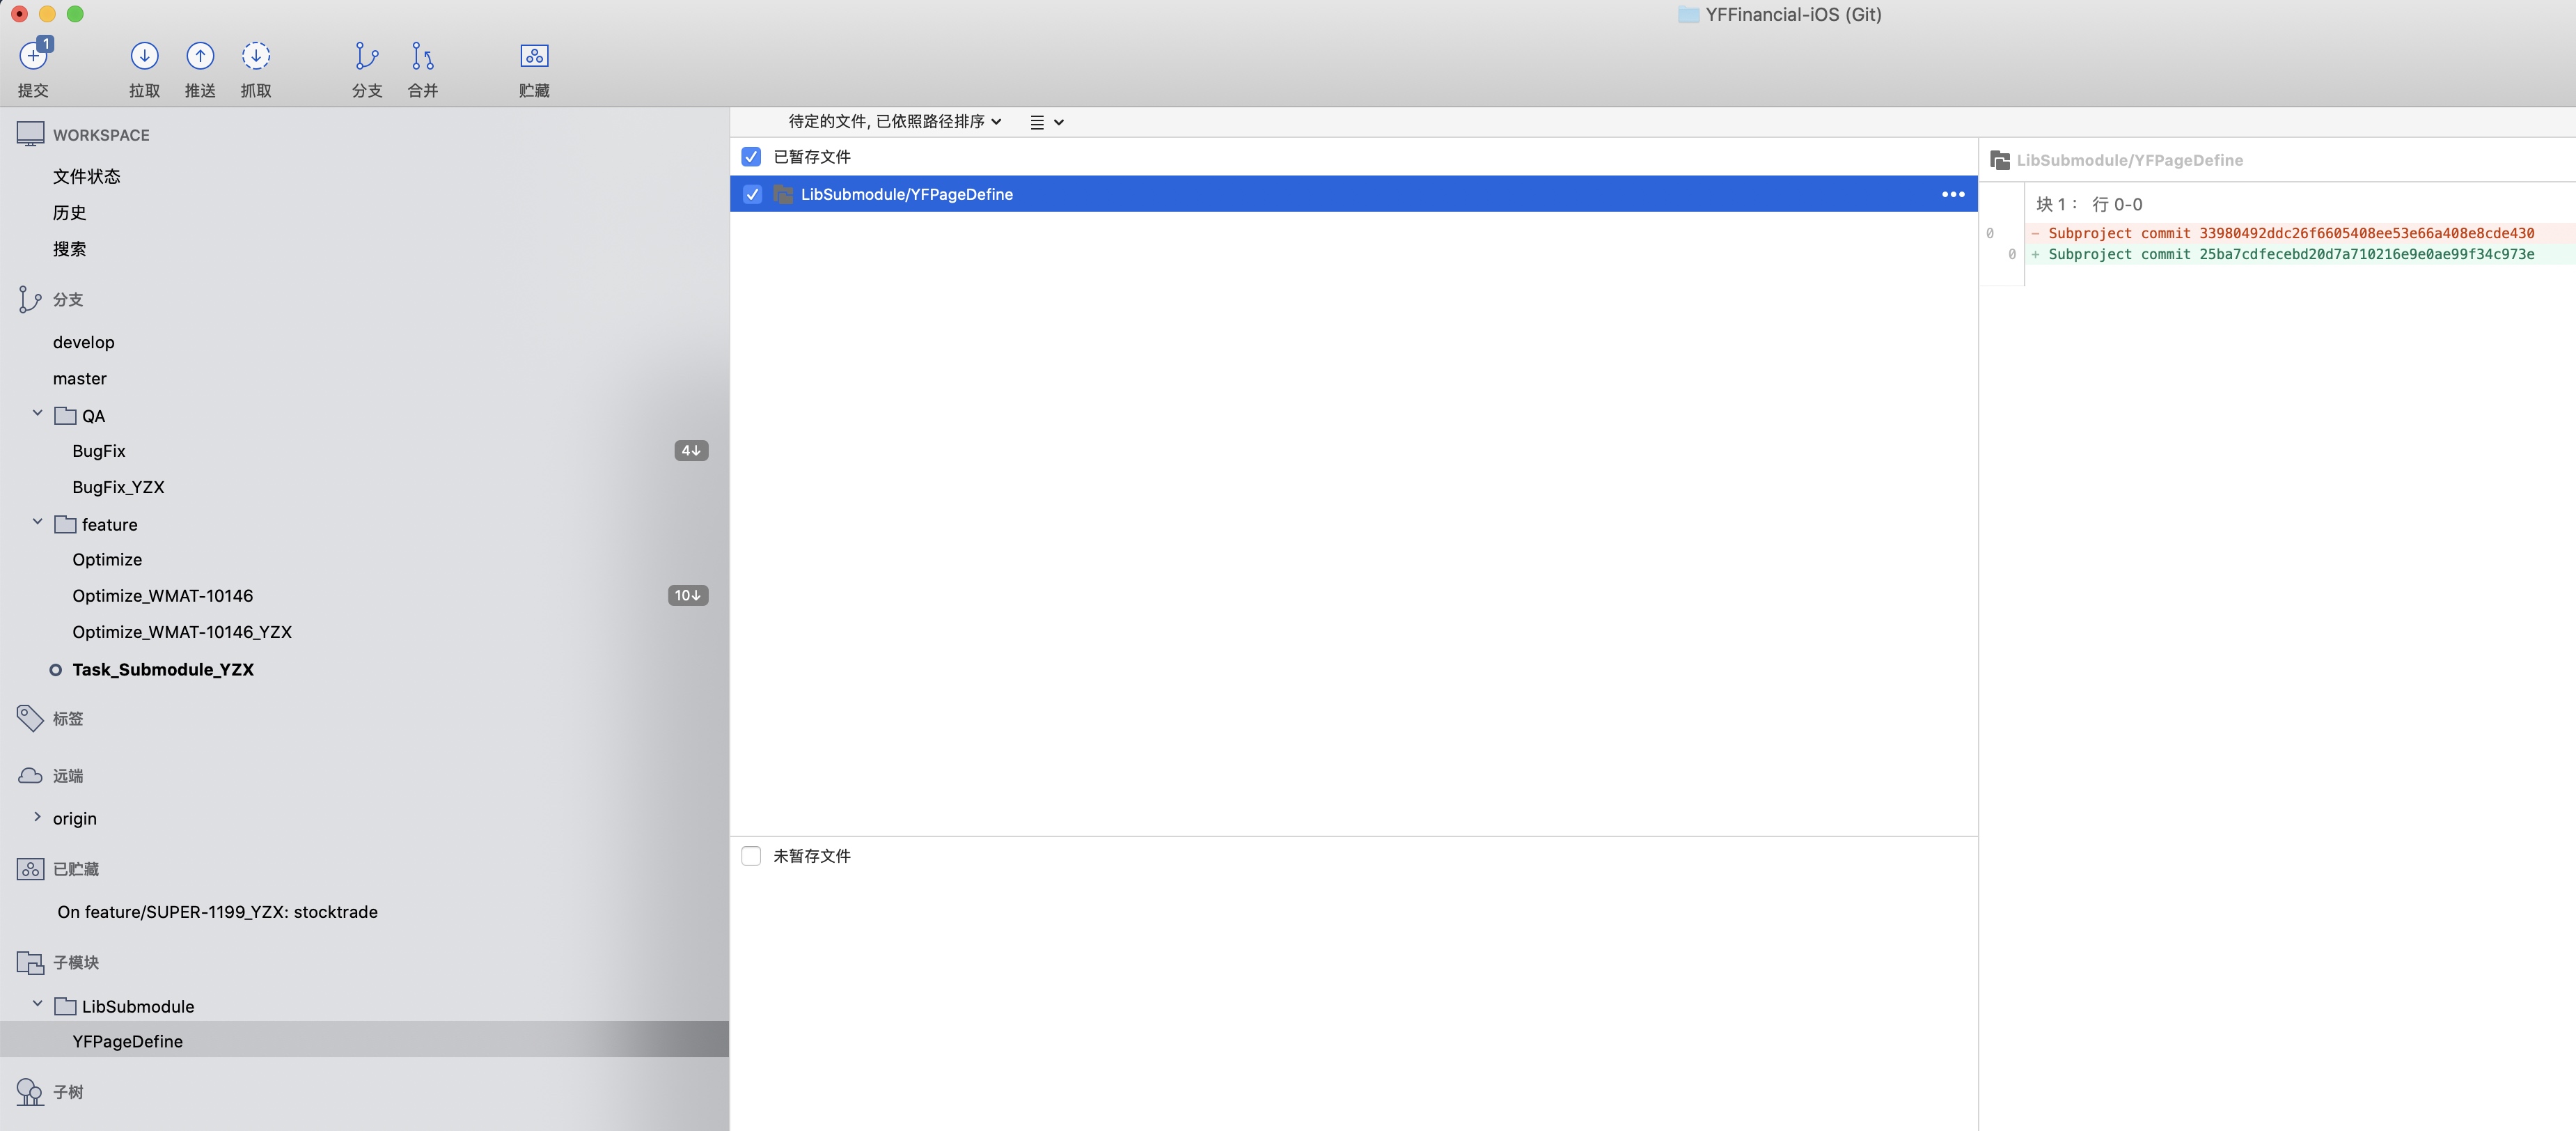 YFFinancial-iOS (Git)
1
提交
拉取
推送
抓取
分支
合并
贮藏
WORKSPACE
文件状态
历史
搜索
分支
develop
master
QA
BugFix
4↓
BugFix_YZX
feature
Optimize
Optimize_WMAT-10146
10↓
Optimize_WMAT-10146_YZX
Task_Submodule_YZX
标签
远端
origin
已贮藏
On feature/SUPER-1199_YZX: stocktrade
子模块
LibSubmodule
YFPageDefine
子树
待定的文件, 已依照路径排序
已暂存文件
LibSubmodule/YFPageDefine
未暂存文件
LibSubmodule/YFPageDefine
块 1： 行 0-0
0 - Subproject commit 33980492ddc26f6605408ee53e66a408e8cde430
0 + Subproject commit 25ba7cdfecebd20d7a710216e9e0ae99f34c973e